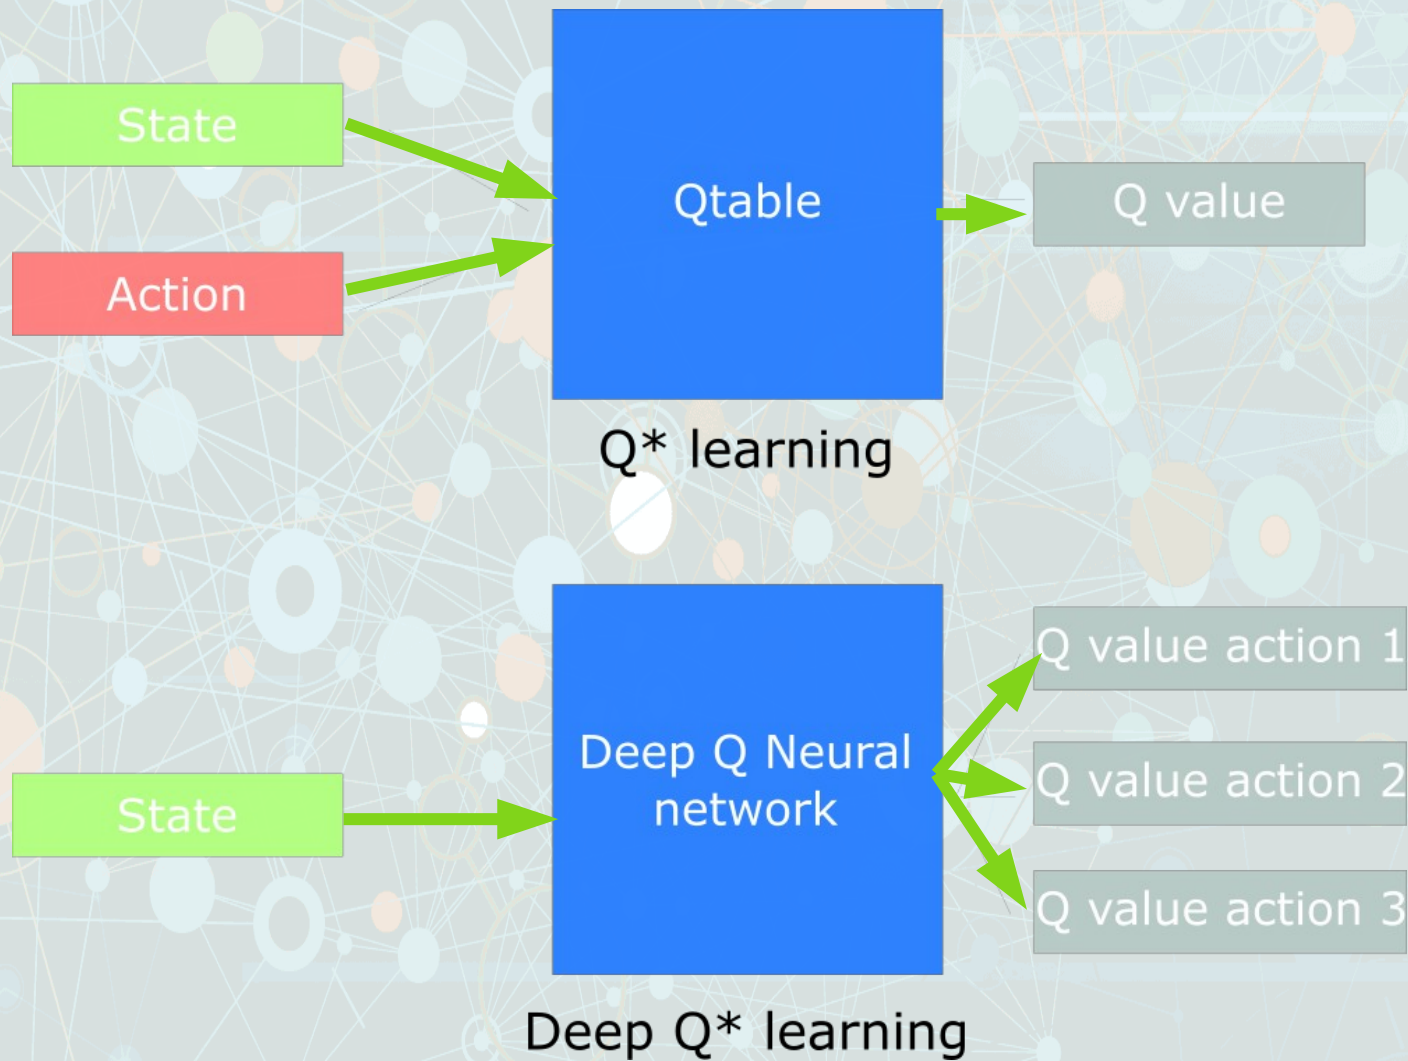 State
Action
Qtable
Q value
Q* learning
State
Deep Q Neural
network
Q value action 1
Q value action 2
Q value action 3
Deep Q* learning